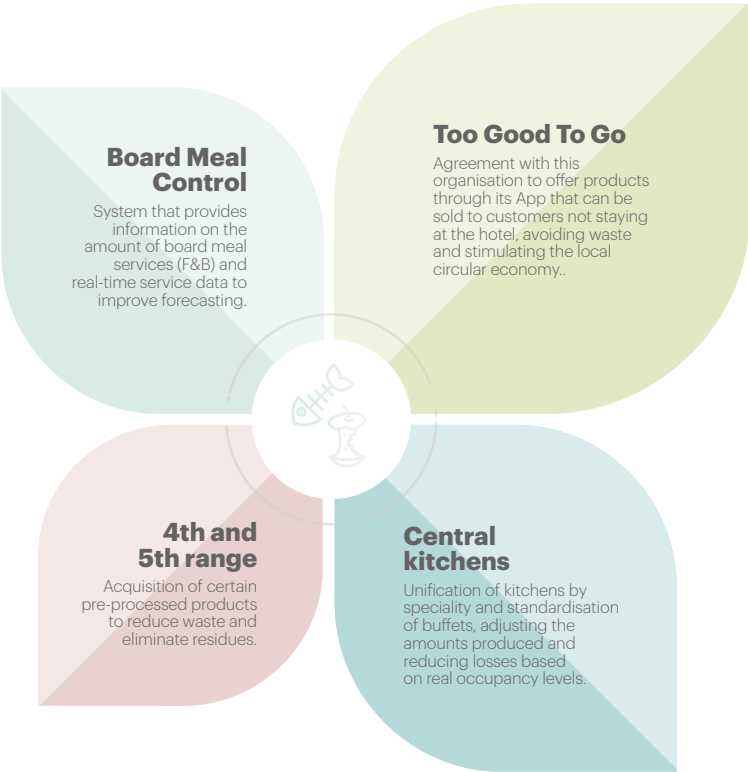 Board Meal
Control
System that provides
information on the
amount of board meal
services (F&B) and
real-time service data to
improve forecasting.
Too Good To Go
Agreement with this
organisation to offer products
through its App that can be
sold to customers not staying
at the hotel, avoiding waste
and stimulating the local
circular economy..
4th and
5th range
Acquisition of certain
pre-processed products
to reduce waste and
eliminate residues.
Central
kitchens
Unification of kitchens by
speciality and standardisation
of buffets, adjusting the
amounts produced and
reducing losses based
on real occupancy levels.